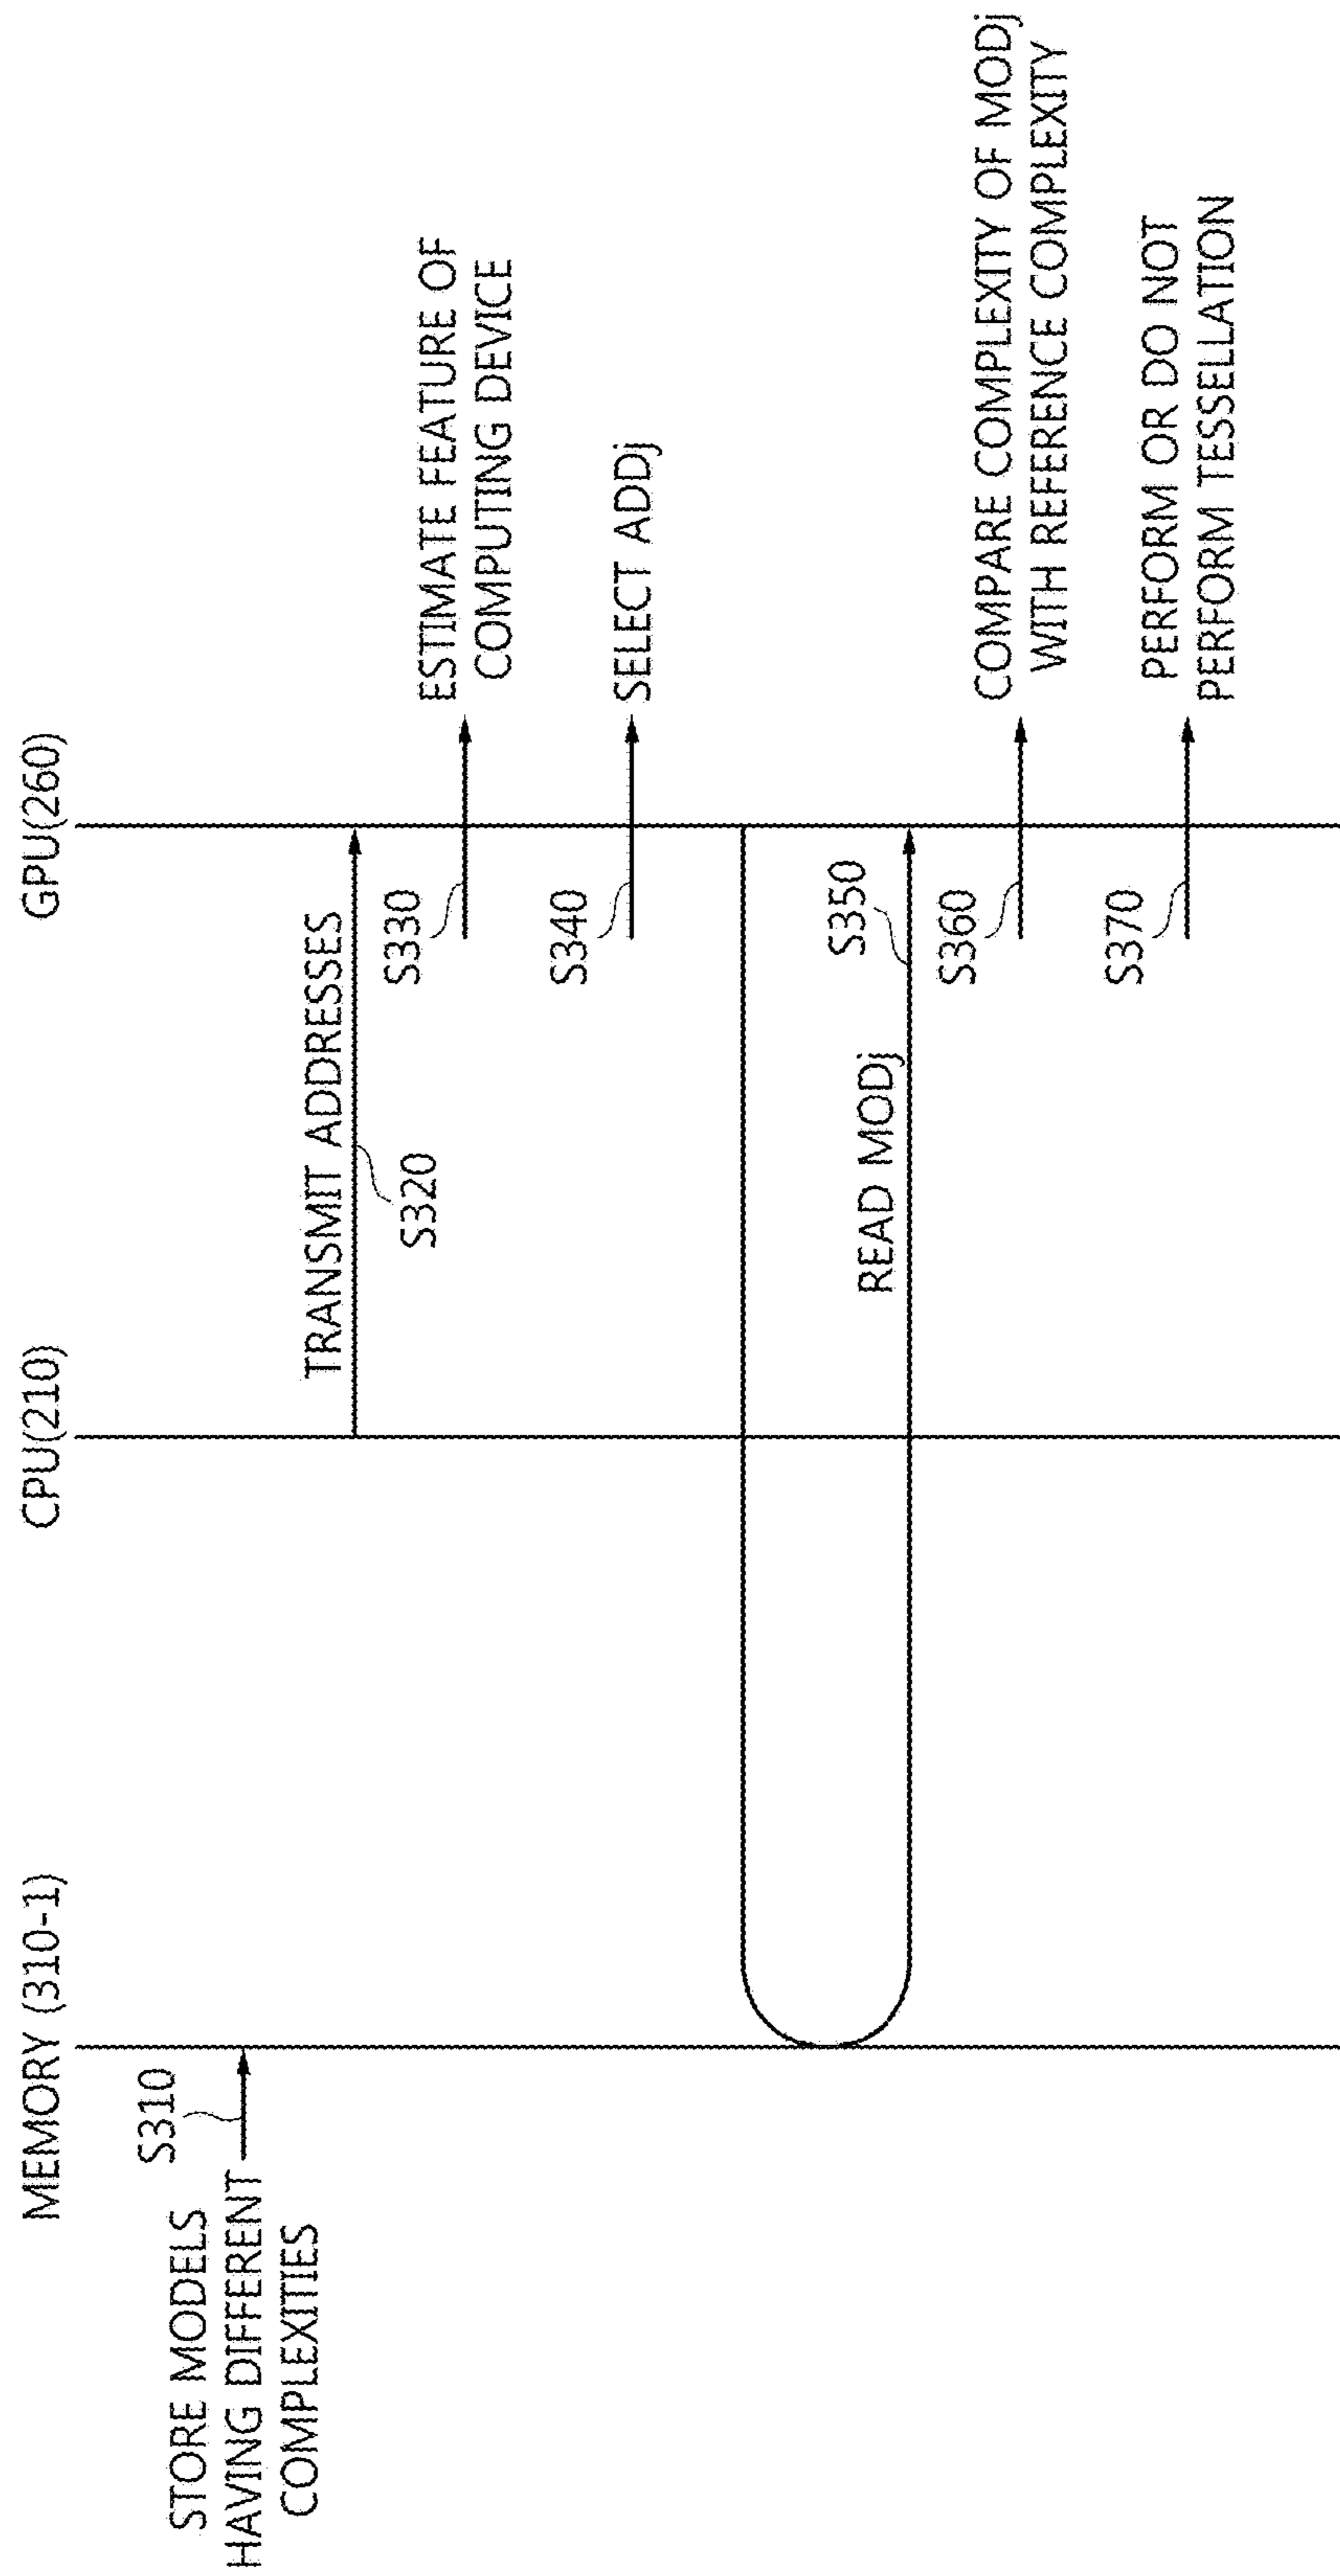 MEMORY (310-1)
CPU(210)
GPU(260)
S310
STORE MODELS
HAVING DIFFERENT
COMPLEXITIES
TRANSMIT ADDRESSES
S320
S330
ESTIMATE FEATURE OF
COMPUTING DEVICE
S340
SELECT ADDj
S350
READ MODj
S360
COMPARE COMPLEXITY OF MODj
WITH REFERENCE COMPLEXITY
S370
PERFORM OR DO NOT
PERFORM TESSELLATION